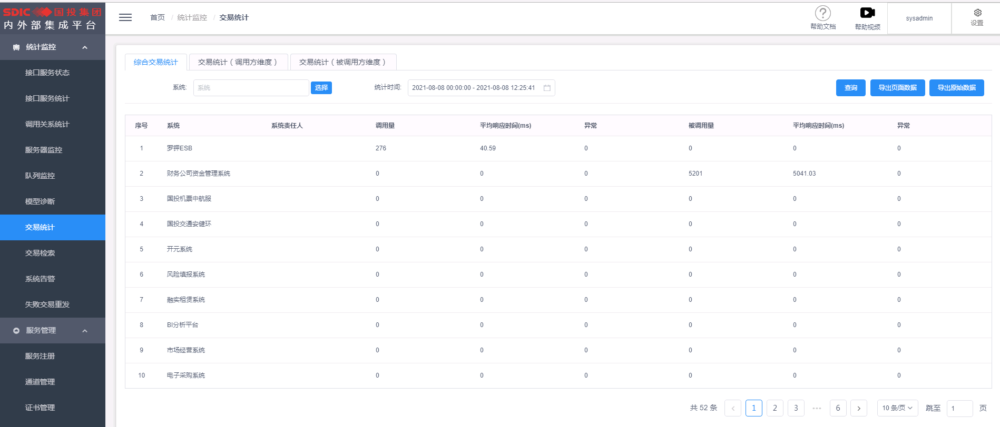 SDIC 国投集团
内外部集成平台
首页 / 统计监控 / 交易统计
帮助文档
帮助视频
sysadmin
设置
统计监控
接口服务状态
接口服务统计
调用关系统计
服务器监控
队列监控
模型诊断
交易统计
交易检索
系统告警
失败交易重发
服务管理
服务注册
通道管理
证书管理
综合交易统计 交易统计（调用方维度） 交易统计（被调用方维度）
系统: 系统 选择 统计时间: 2021-08-08 00:00:00 - 2021-08-08 12:25:41 查询 导出页面数据 导出原始数据
序号 系统 系统责任人 调用量 平均响应时间(ms) 异常 被调用量 平均响应时间(ms) 异常
1 罗钾ESB 276 40.59 0 0 0 0
2 财务公司资金管理系统 0 0 0 5201 5041.03 0
3 国投机票中航服 0 0 0 0 0 0
4 国投交通安健环 0 0 0 0 0 0
5 开元系统 0 0 0 0 0 0
6 风险填报系统 0 0 0 0 0 0
7 融实租赁系统 0 0 0 0 0 0
8 BI分析平台 0 0 0 0 0 0
9 市场经营系统 0 0 0 0 0 0
10 电子采购系统 0 0 0 0 0 0
共 52 条 < 1 2 3 ••• 6 > 10 条/页 跳至 1 页